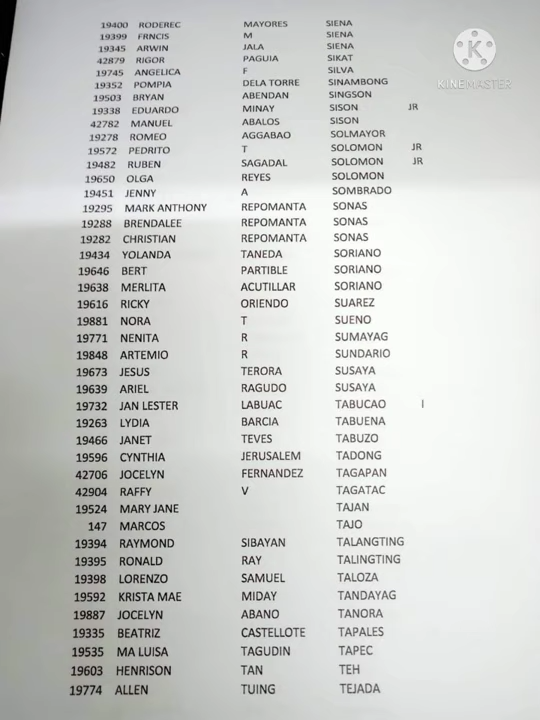 19400 RODEREC MAYORES SIENA
19399 FRNCIS M SIENA
19345 ARWIN JALA SIENA
42879 RIGOR PAGUIA SIKAT
19745 ANGELICA F SILVA
19352 POMPIA DELA TORRE SINAMBONG
19503 BRYAN ABENDAN SINGSON
19338 EDUARDO MINAY SISON JR
42782 MANUEL ABALOS SISON
19278 ROMEO AGGABAO SOLMAYOR
19572 PEDRITO T SOLOMON JR
19482 RUBEN SAGADAL SOLOMON JR
19650 OLGA REYES SOLOMON
19451 JENNY A SOMBRADO
19295 MARK ANTHONY REPOMANTA SONAS
19288 BRENDALEE REPOMANTA SONAS
19282 CHRISTIAN REPOMANTA SONAS
19434 YOLANDA TANEDA SORIANO
19646 BERT PARTIBLE SORIANO
19638 MERLITA ACUTILLAR SORIANO
19616 RICKY ORIENDO SUAREZ
19881 NORA T SUENO
19771 NENITA R SUMAYAG
19848 ARTEMIO R SUNDARIO
19673 JESUS TERORA SUSAYA
19639 ARIEL RAGUDO SUSAYA
19732 JAN LESTER LABUAC TABUCAO I
19263 LYDIA BARCIA TABUENA
19466 JANET TEVES TABUZO
19596 CYNTHIA JERUSALEM TADONG
42706 JOCELYN FERNANDEZ TAGAPAN
42904 RAFFY V TAGATAC
19524 MARY JANE TAJAN
147 MARCOS TAJO
19394 RAYMOND SIBAYAN TALANGTING
19395 RONALD RAY TALINGTING
19398 LORENZO SAMUEL TALOZA
19592 KRISTA MAE MIDAY TANDAYAG
19887 JOCELYN ABANO TANORA
19335 BEATRIZ CASTELLOTE TAPALES
19535 MA LUISA TAGUDIN TAPEC
19603 HENRISON TAN TEH
19774 ALLEN TUING TEJADA
K
KINEMASTER